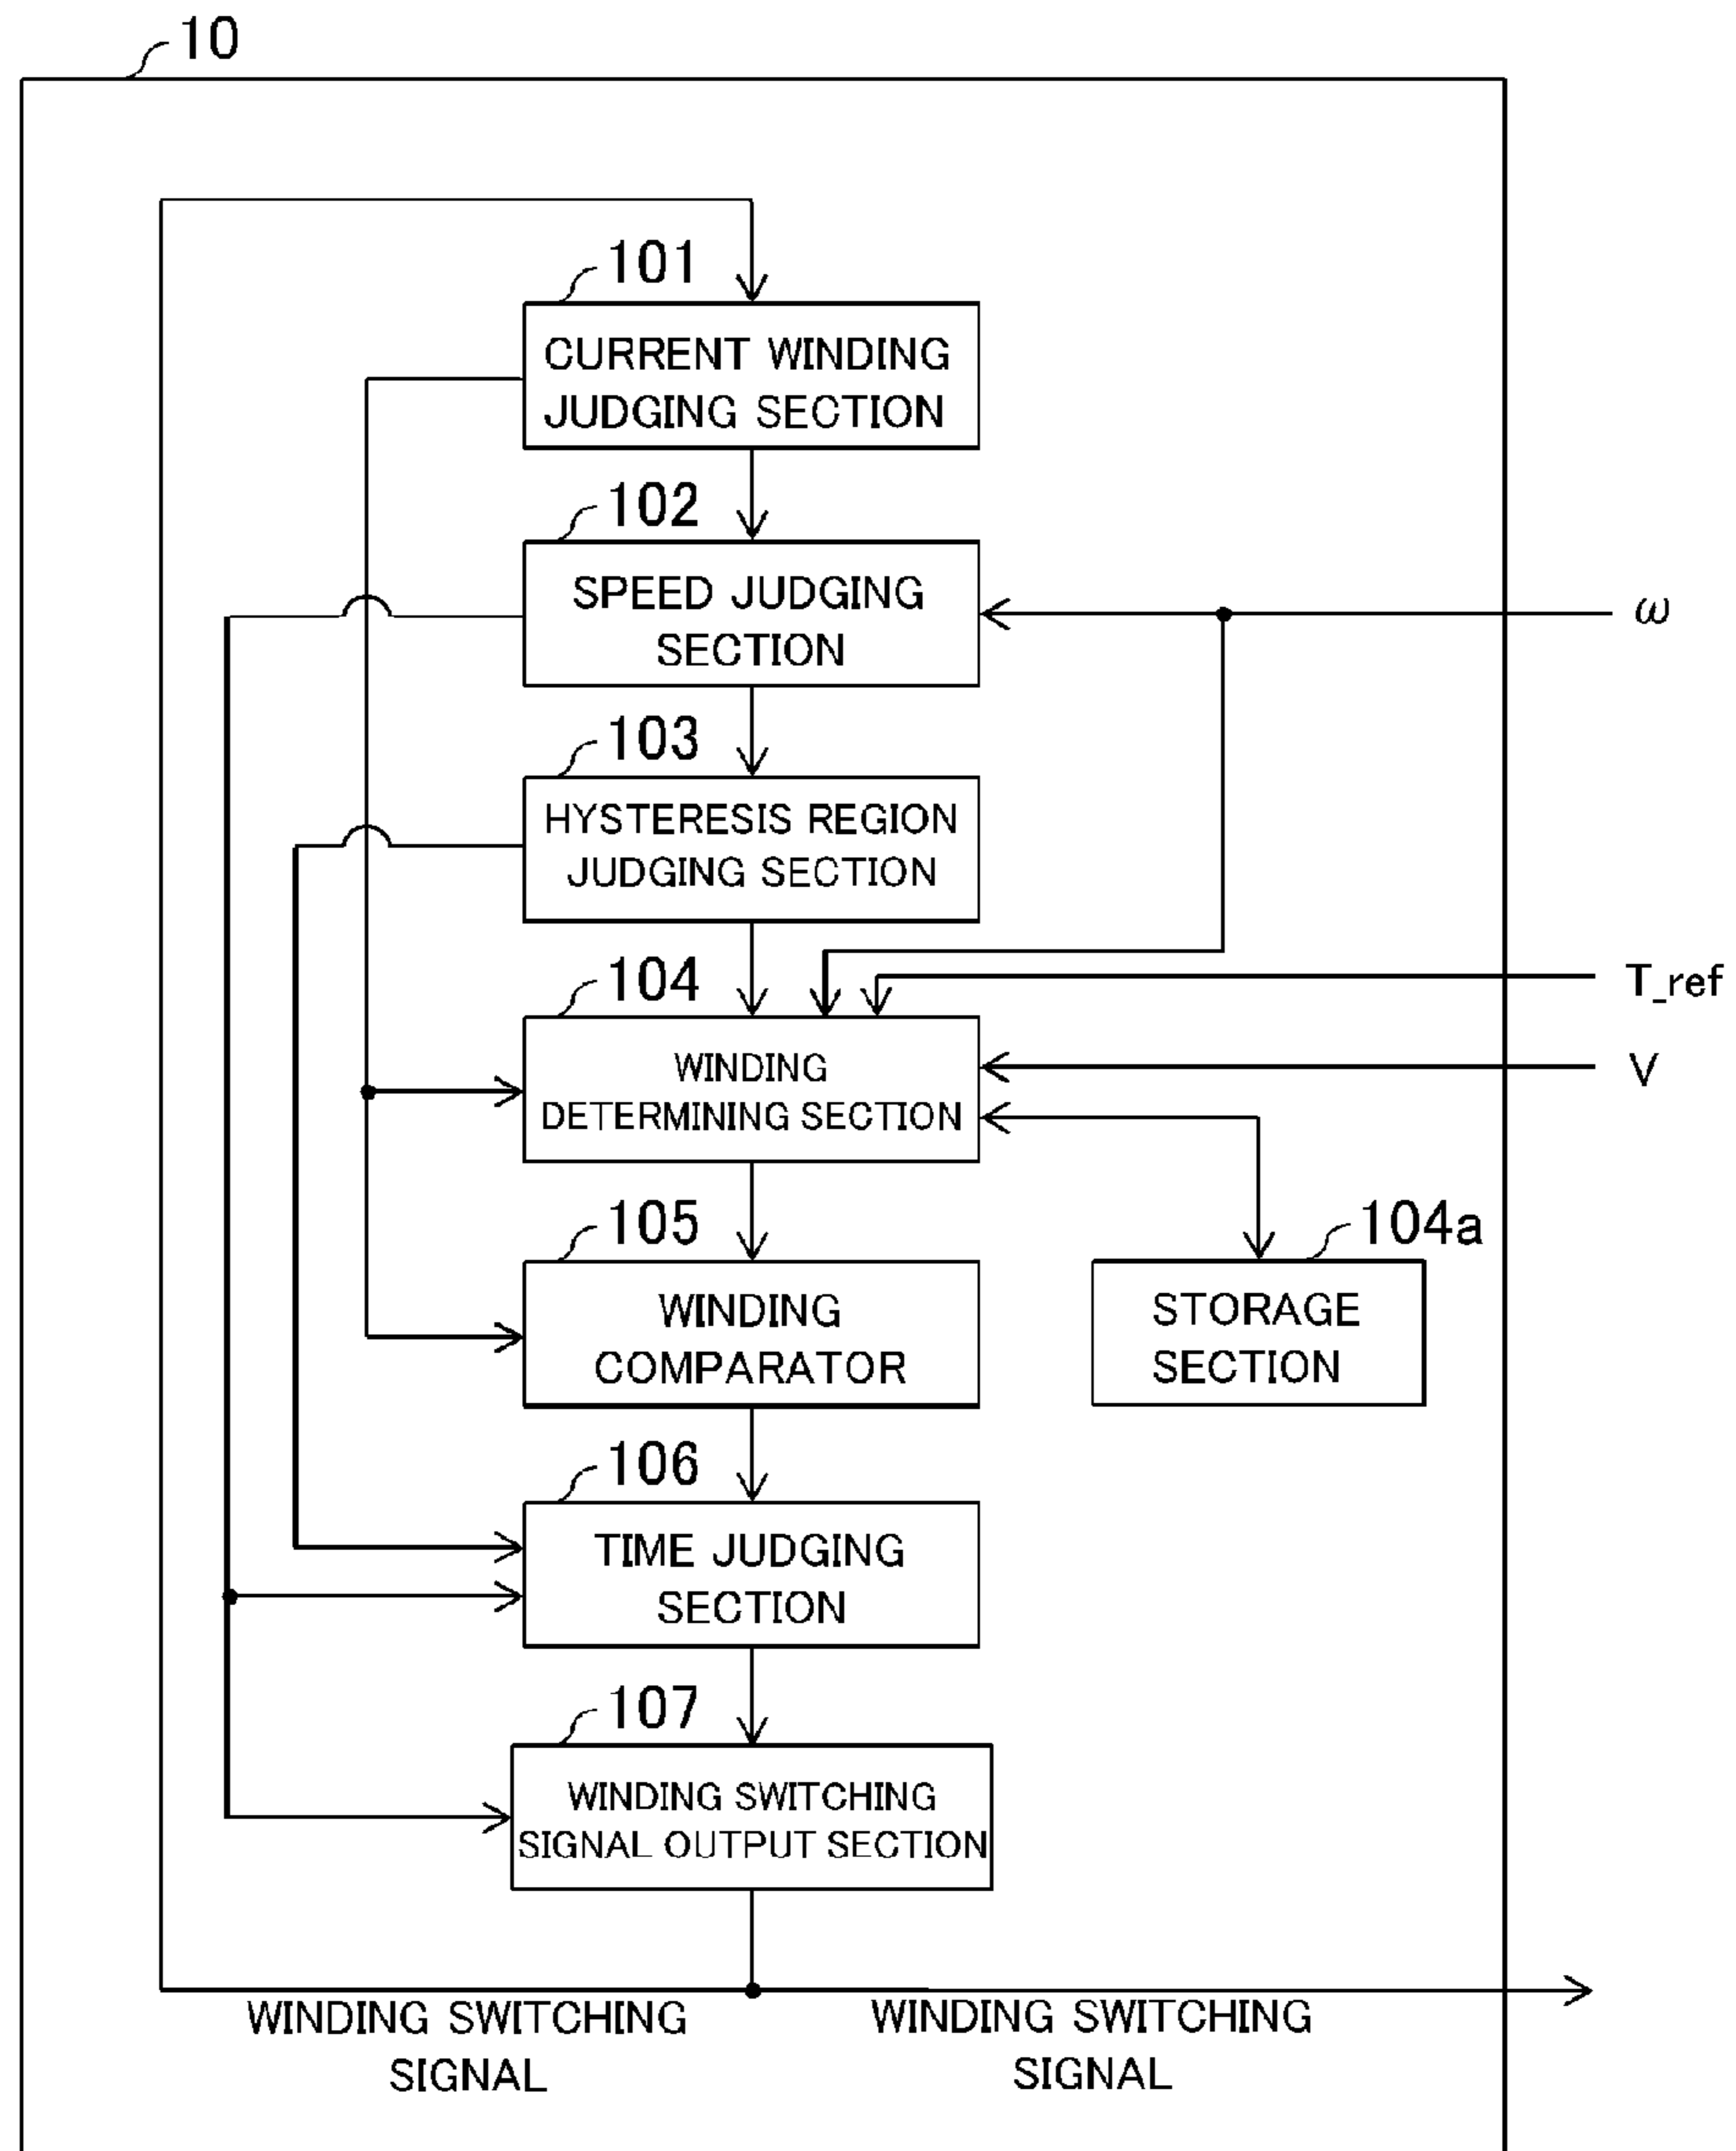 10
101
CURRENT WINDING
JUDGING SECTION
102
SPEED JUDGING
SECTION
ω
103
HYSTERESIS REGION
JUDGING SECTION
T_ref
104
WINDING
DETERMINING SECTION
V
105
WINDING
COMPARATOR
104a
STORAGE
SECTION
106
TIME JUDGING
SECTION
107
WINDING SWITCHING
SIGNAL OUTPUT SECTION
WINDING SWITCHING
SIGNAL
WINDING SWITCHING
SIGNAL